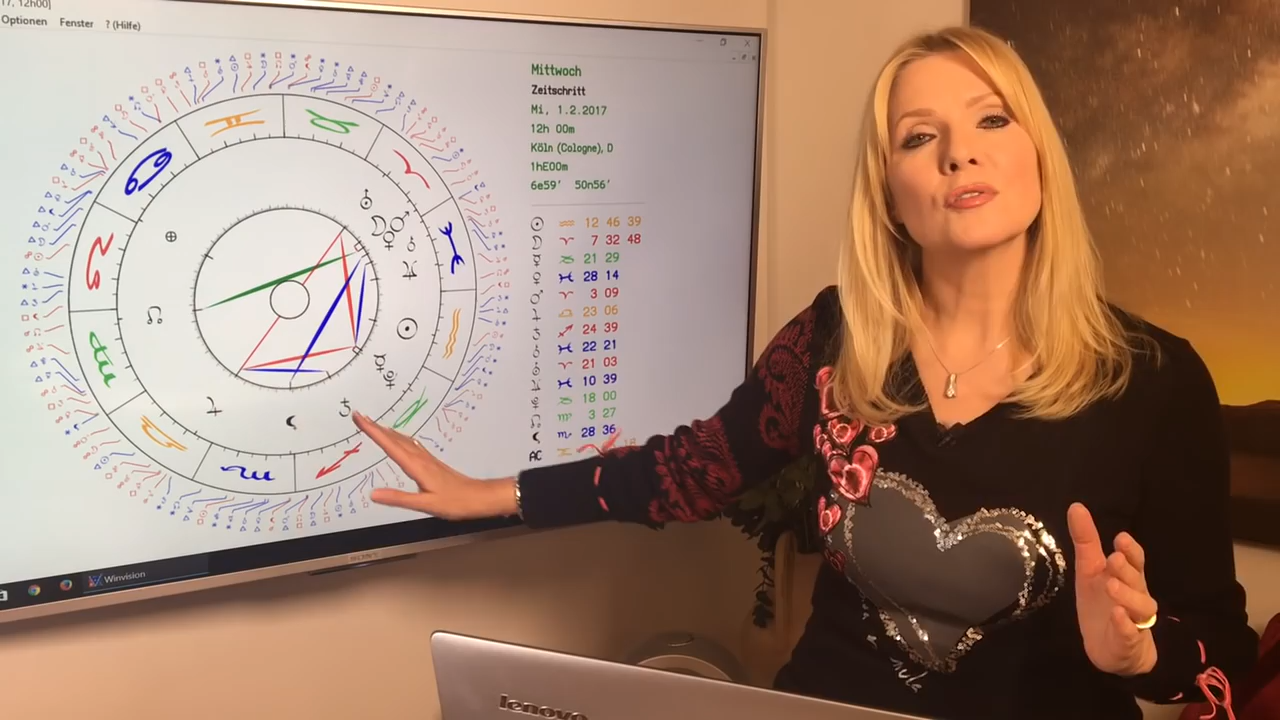 17, 12h00]
Optionen Fenster ? (Hilfe)
Mittwoch
Zeitschritt
Mi, 1.2.2017
12h 00m
Köln (Cologne), D
1hE00m
6e59' 50n56'
☉ ♒ 12 46 39
☽ ♈ 7 32 48
☿ ♑ 21 29
♀ ♓ 28 14
♂ ♈ 3 09
♃ ♎ 23 06
♄ ♐ 24 39
♓ 22 21
♈ 21 03
♓ 10 39
♑ 18 00
☊ ♍ 3 27
♏ 28 36
AC
Winvision
lenovo